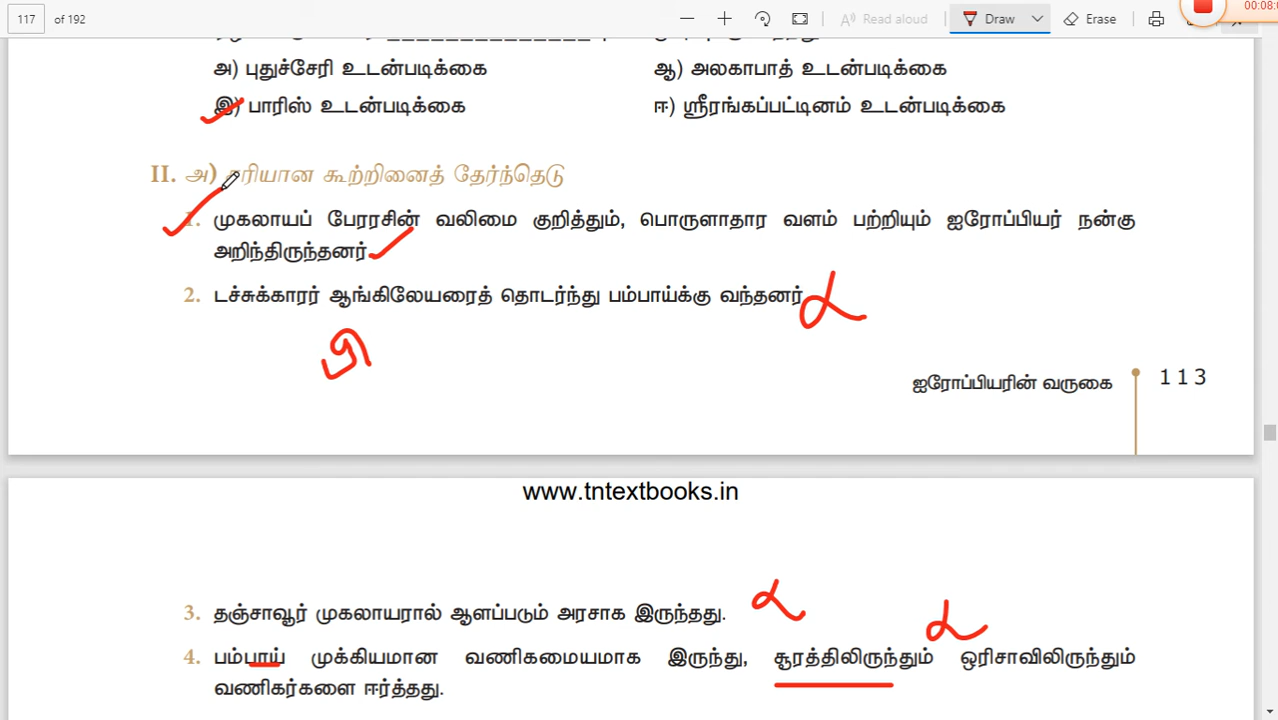 117 of 192 Read aloud Draw Erase 00:08:0
அ) புதுச்சேரி உடன்படிக்கை ஆ) அலகாபாத் உடன்படிக்கை
இ) பாரிஸ் உடன்படிக்கை ஈ) ஸ்ரீரங்கப்பட்டினம் உடன்படிக்கை
II. அ) சரியான கூற்றினைத் தேர்ந்தெடு
1. முகலாயப் பேரரசின் வலிமை குறித்தும், பொருளாதார வளம் பற்றியும் ஐரோப்பியர் நன்கு
அறிந்திருந்தனர்
2. டச்சுக்காரர் ஆங்கிலேயரைத் தொடர்ந்து பம்பாய்க்கு வந்தனர்
ஐரோப்பியரின் வருகை 113
www.tntextbooks.in
3. தஞ்சாவூர் முகலாயரால் ஆளப்படும் அரசாக இருந்தது.
4. பம்பாய் முக்கியமான வணிகமையமாக இருந்து, சூரத்திலிருந்தும் ஒரிசாவிலிருந்தும்
வணிகர்களை ஈர்த்தது.